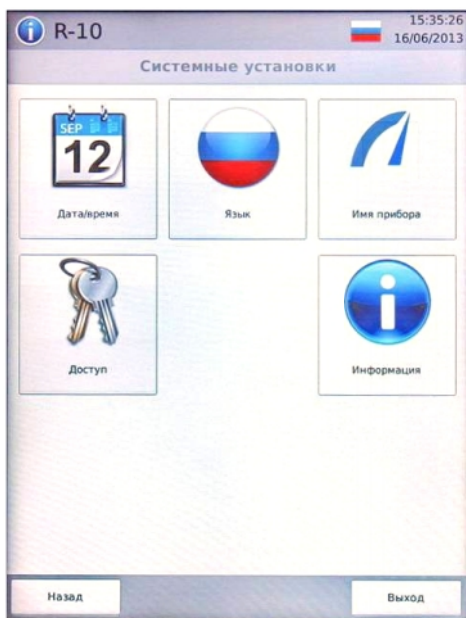 R-10
15:35:26
16/06/2013
Системные установки
SEP
12
Дата/время
Язык
Имя прибора
Доступ
Информация
Назад
Выход